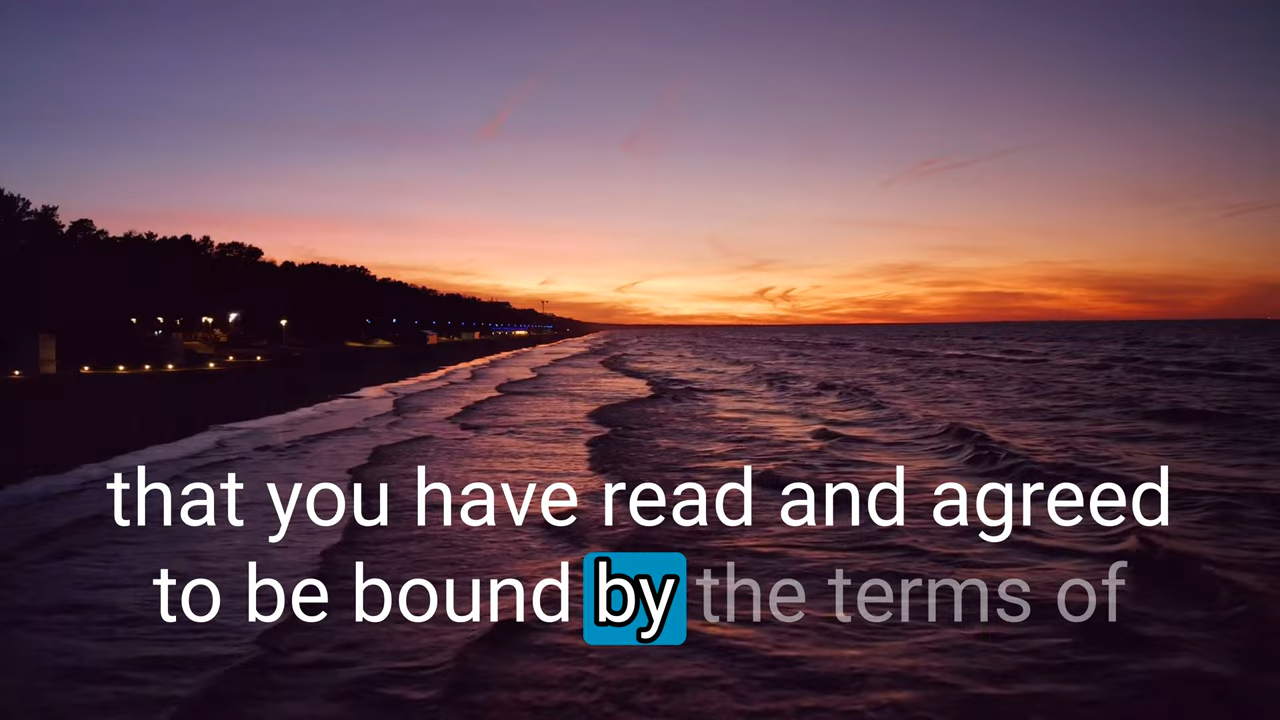 that you have read and agreed
to be bound by the terms of